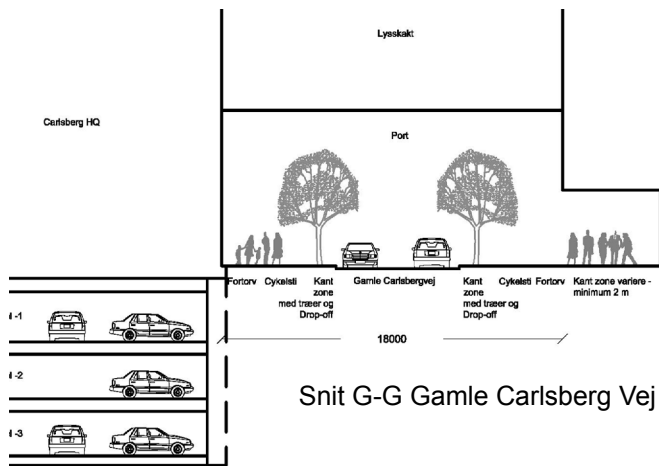 Lysskakt
Carlsberg HQ
Port
Fortorv Cykelsti Kant zone med træer og Drop-off Gamle Carlsbergvej Kant zone med træer og Drop-off Cykelsti Fortorv Kant zone variere - minimum 2 m
18000
-1
-2
-3
Snit G-G Gamle Carlsberg Vej